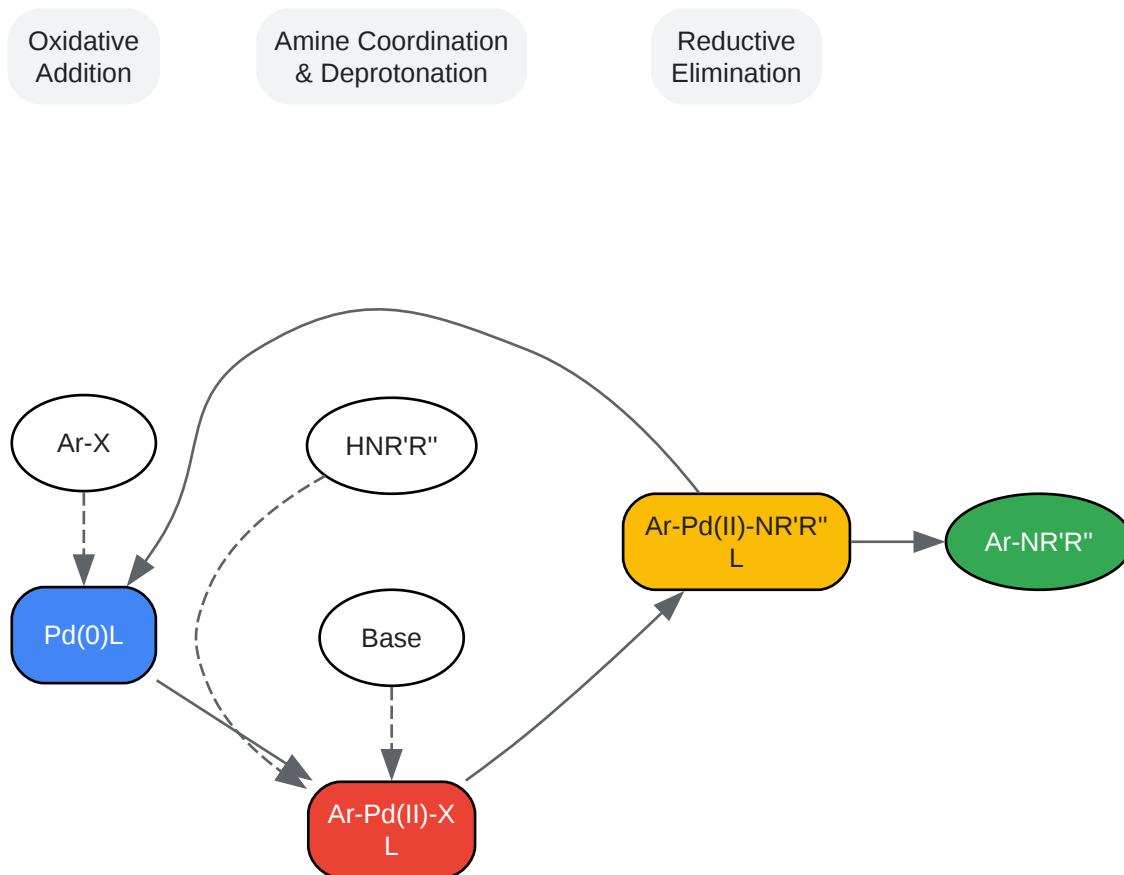 Oxidative
Addition
Amine Coordination
& Deprotonation
Reductive
Elimination
Ar-X
HNR'R''
Ar-Pd(II)-NR'R''
L
Ar-NR'R''
Pd(0)L
Base
Ar-Pd(II)-X
L